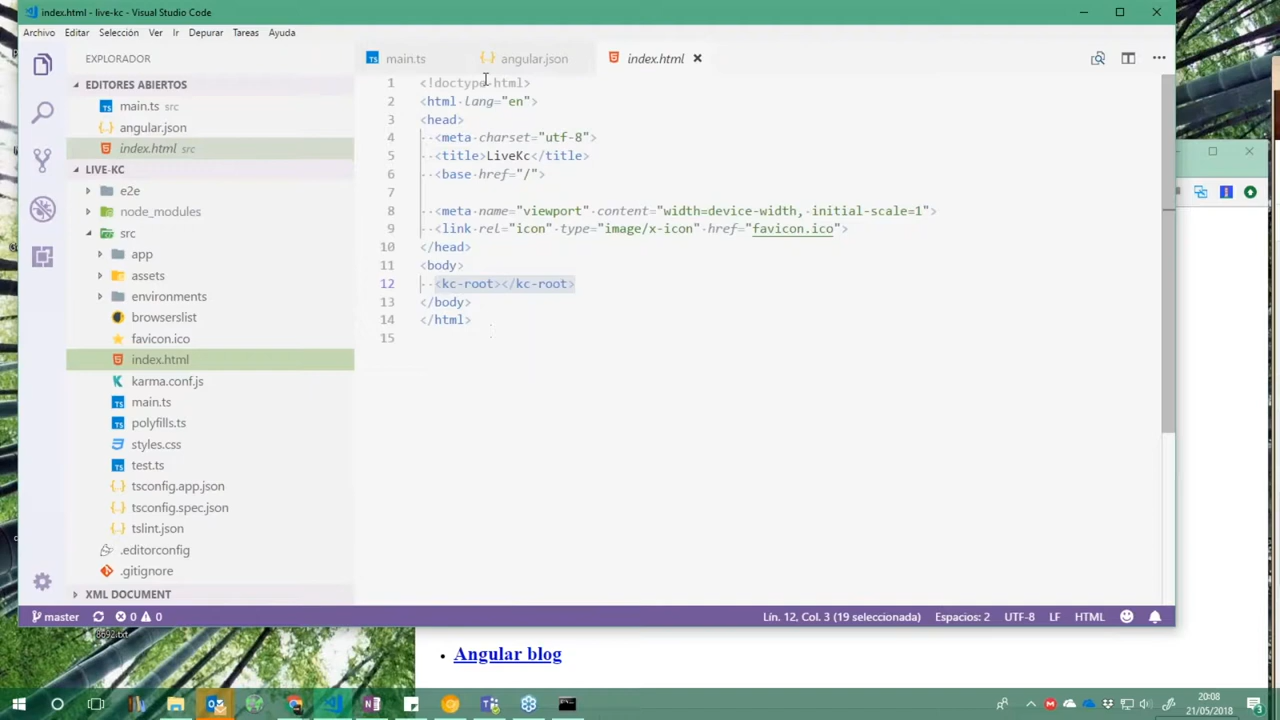 index.html - live-kc - Visual Studio Code
Archivo Editar Selección Ver Ir Depurar Tareas Ayuda
EXPLORADOR
EDITORES ABIERTOS
main.ts src
angular.json
index.html src
LIVE-KC
e2e
node_modules
src
app
assets
environments
browserslist
favicon.ico
index.html
karma.conf.js
main.ts
polyfills.ts
styles.css
test.ts
tsconfig.app.json
tsconfig.spec.json
tslint.json
.editorconfig
.gitignore
XML DOCUMENT
main.ts angular.json index.html
1 <!doctype html>
2 <html lang="en">
3 <head>
4 <meta charset="utf-8">
5 <title>LiveKc</title>
6 <base href="/">
7
8 <meta name="viewport" content="width=device-width, initial-scale=1">
9 <link rel="icon" type="image/x-icon" href="favicon.ico">
10 </head>
11 <body>
12 <kc-root></kc-root>
13 </body>
14 </html>
15
master 0 0 Lín. 12, Col. 3 (19 seleccionada) Espacios: 2 UTF-8 LF HTML
8692.txt
Angular blog
20:08
21/05/2018